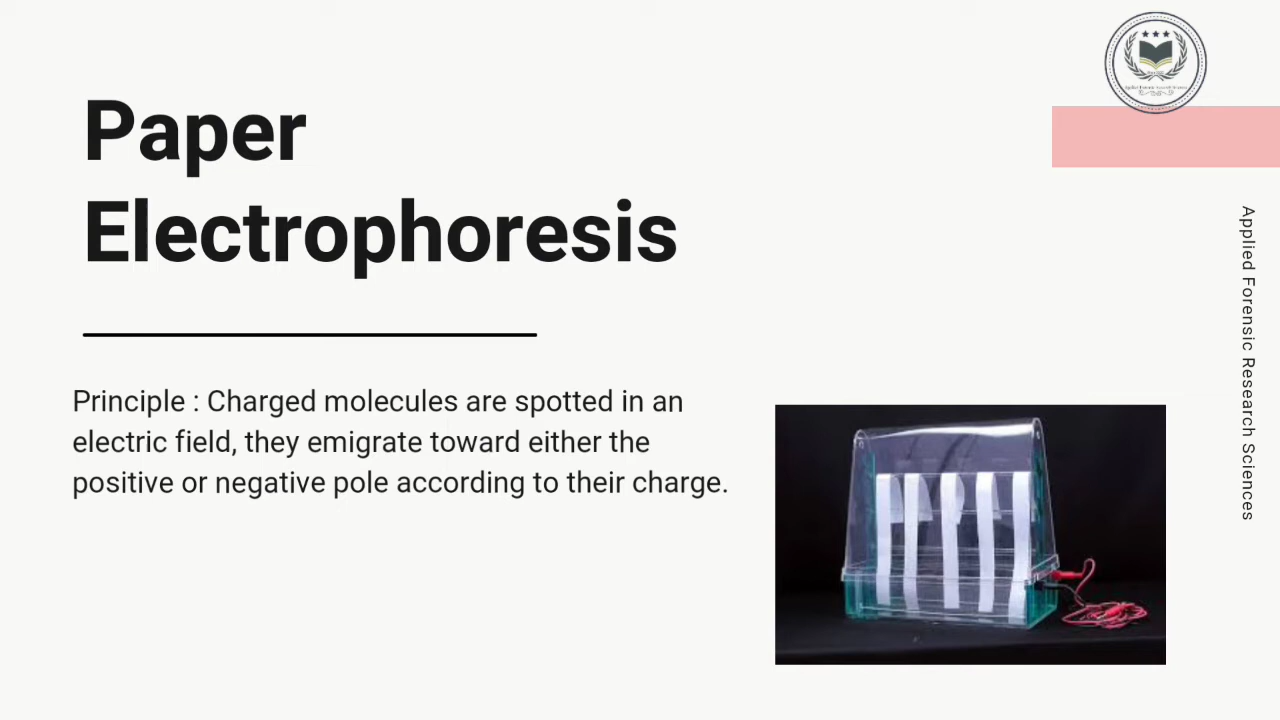 Paper
Electrophoresis
Principle : Charged molecules are spotted in an
electric field, they emigrate toward either the
positive or negative pole according to their charge.
Applied Forensic Research Sciences